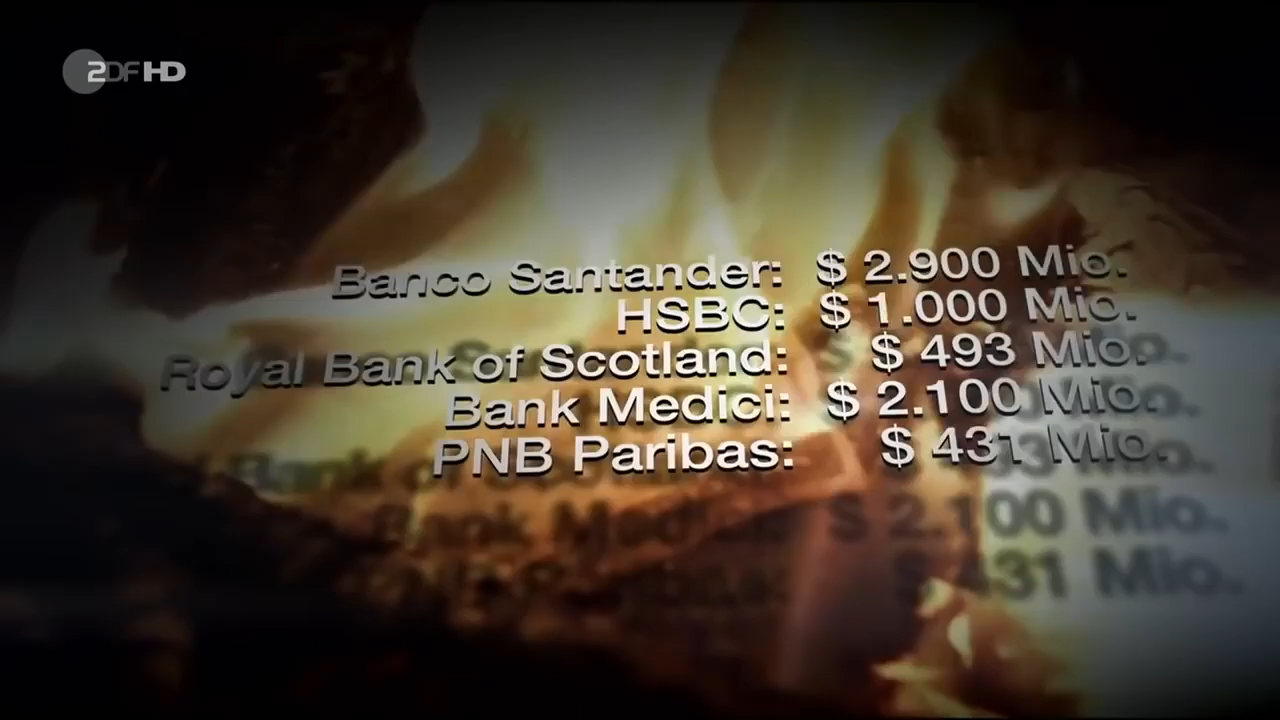 2DF HD
Banco Santander: $ 2.900 Mio.
HSBC: $ 1.000 Mio.
Royal Bank of Scotland: $ 493 Mio.
Bank Medici: $ 2.100 Mio.
PNB Paribas: $ 431 Mio.